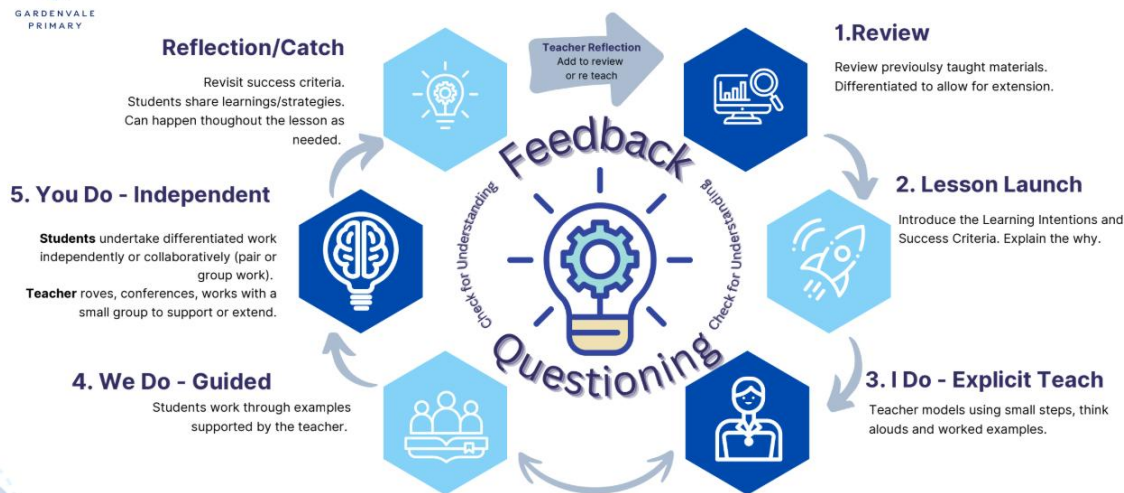 GARDENVALE
PRIMARY
Reflection/Catch
Revisit success criteria.
Students share learnings/strategies.
Can happen thoughout the lesson as
needed.
Teacher Reflection
Add to review
or re teach
1.Review
Review previoulsy taught materials.
Differentiated to allow for extension.
2. Lesson Launch
Introduce the Learning Intentions and
Success Criteria. Explain the why.
3. I Do - Explicit Teach
Teacher models using small steps, think
alouds and worked examples.
4. We Do - Guided
Students work through examples
supported by the teacher.
5. You Do - Independent
Students undertake differentiated work
independently or collaboratively (pair or
group work).
Teacher roves, conferences, works with a
small group to support or extend.
Feedback
Check for Understanding
Check for Understanding
Questioning